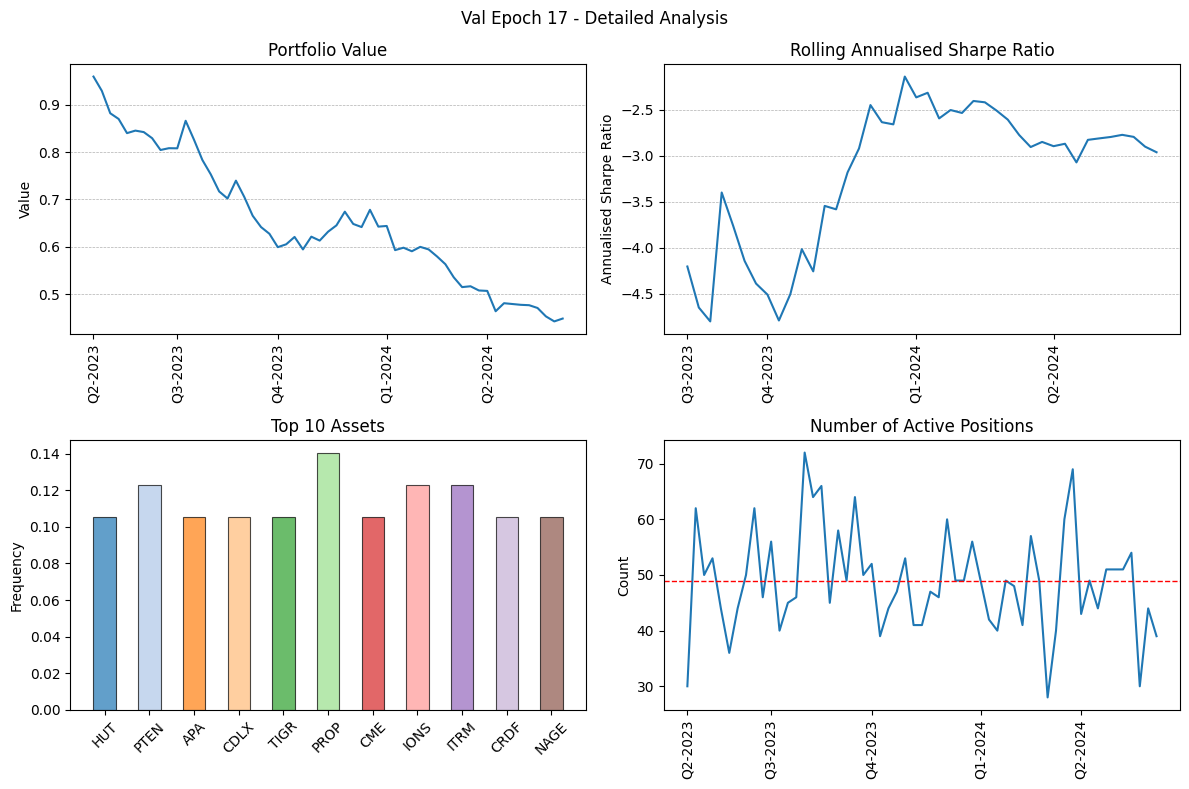 Val Epoch 17 - Detailed Analysis
Portfolio Value
Value
0.9
0.8
0.7
0.6
0.5
Q2-2023
Q3-2023
Q4-2023
Q1-2024
Q2-2024
Rolling Annualised Sharpe Ratio
Annualised Sharpe Ratio
−2.5
−3.0
−3.5
−4.0
−4.5
Q3-2023
Q4-2023
Q1-2024
Q2-2024
Top 10 Assets
Frequency
0.14
0.12
0.10
0.08
0.06
0.04
0.02
0.00
HUT
PTEN
APA
CDLX
TIGR
PROP
CME
IONS
ITRM
CRDF
NAGE
Number of Active Positions
Count
70
60
50
40
30
Q2-2023
Q3-2023
Q4-2023
Q1-2024
Q2-2024